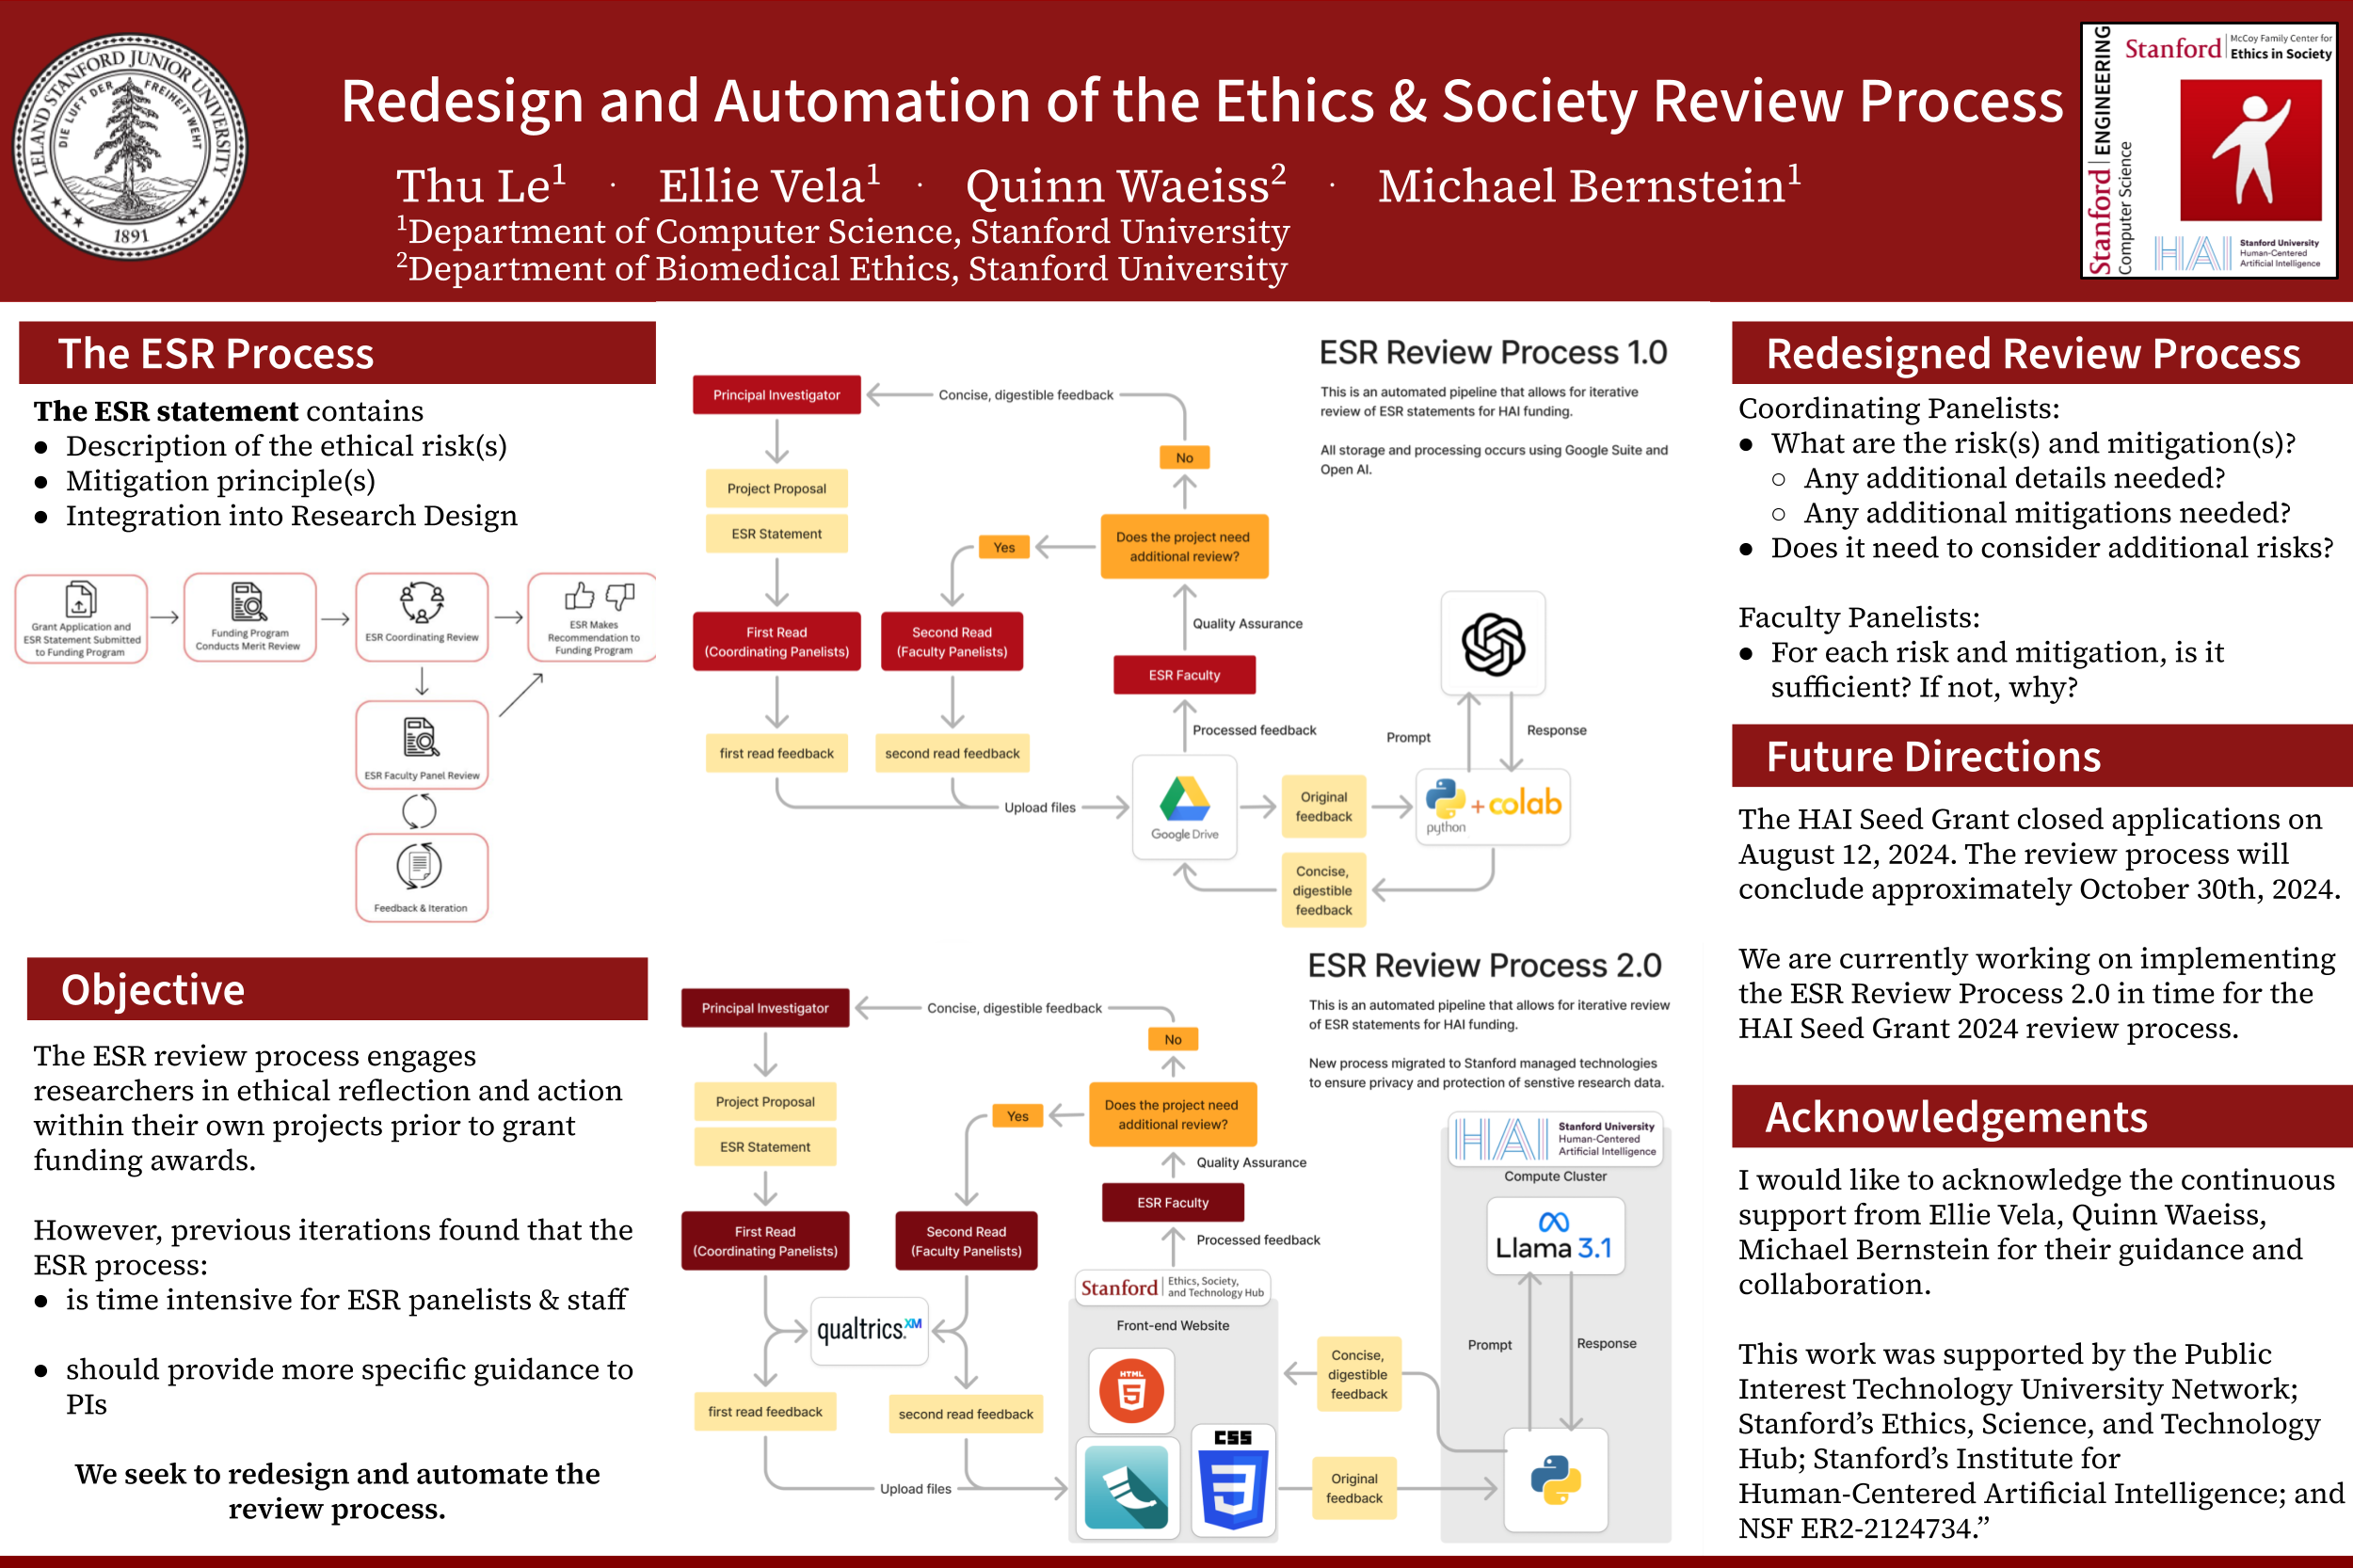 LELAND STANFORD JUNIOR UNIVERSITY
DIE LUFT DER FREIHEIT WEHT
1891
Redesign and Automation of the Ethics & Society Review Process
Thu Le1 · Ellie Vela1 · Quinn Waeiss2 · Michael Bernstein1
1Department of Computer Science, Stanford University
2Department of Biomedical Ethics, Stanford University
Stanford | ENGINEERING
Computer Science
Stanford | McCoy Family Center for
Ethics in Society
HAI Stanford University
Human-Centered
Artificial Intelligence
The ESR Process
The ESR statement contains
● Description of the ethical risk(s)
● Mitigation principle(s)
● Integration into Research Design
Grant Application and
ESR Statement Submitted
to Funding Program
Funding Program
Conducts Merit Review
ESR Coordinating Review
ESR Makes
Recommendation to
Funding Program
ESR Faculty Panel Review
Feedback & Iteration
Objective
The ESR review process engages
researchers in ethical reflection and action
within their own projects prior to grant
funding awards.
However, previous iterations found that the
ESR process:
● is time intensive for ESR panelists & staff
● should provide more specific guidance to
PIs
We seek to redesign and automate the
review process.
ESR Review Process 1.0
This is an automated pipeline that allows for iterative
review of ESR statements for HAI funding.
All storage and processing occurs using Google Suite and
Open AI.
Principal Investigator
Concise, digestible feedback
No
Project Proposal
ESR Statement
Yes
Does the project need
additional review?
First Read
(Coordinating Panelists)
Second Read
(Faculty Panelists)
Quality Assurance
ESR Faculty
Processed feedback
first read feedback
second read feedback
Upload files
Google Drive
Original
feedback
Prompt
Response
python
+ colab
Concise,
digestible
feedback
ESR Review Process 2.0
This is an automated pipeline that allows for iterative review
of ESR statements for HAI funding.
New process migrated to Stanford managed technologies
to ensure privacy and protection of senstive research data.
Principal Investigator
Concise, digestible feedback
No
Project Proposal
ESR Statement
Yes
Does the project need
additional review?
Quality Assurance
ESR Faculty
First Read
(Coordinating Panelists)
Second Read
(Faculty Panelists)
Processed feedback
qualtrics.XM
Stanford | Ethics, Society,
and Technology Hub
Front-end Website
HTML
5
CSS
3
first read feedback
second read feedback
Upload files
Concise,
digestible
feedback
Original
feedback
HAI Stanford University
Human-Centered
Artificial Intelligence
Compute Cluster
Llama 3.1
Prompt
Response
Redesigned Review Process
Coordinating Panelists:
● What are the risk(s) and mitigation(s)?
○ Any additional details needed?
○ Any additional mitigations needed?
● Does it need to consider additional risks?
Faculty Panelists:
● For each risk and mitigation, is it
sufficient? If not, why?
Future Directions
The HAI Seed Grant closed applications on
August 12, 2024. The review process will
conclude approximately October 30th, 2024.
We are currently working on implementing
the ESR Review Process 2.0 in time for the
HAI Seed Grant 2024 review process.
Acknowledgements
I would like to acknowledge the continuous
support from Ellie Vela, Quinn Waeiss,
Michael Bernstein for their guidance and
collaboration.
This work was supported by the Public
Interest Technology University Network;
Stanford’s Ethics, Science, and Technology
Hub; Stanford’s Institute for
Human-Centered Artificial Intelligence; and
NSF ER2-2124734.”